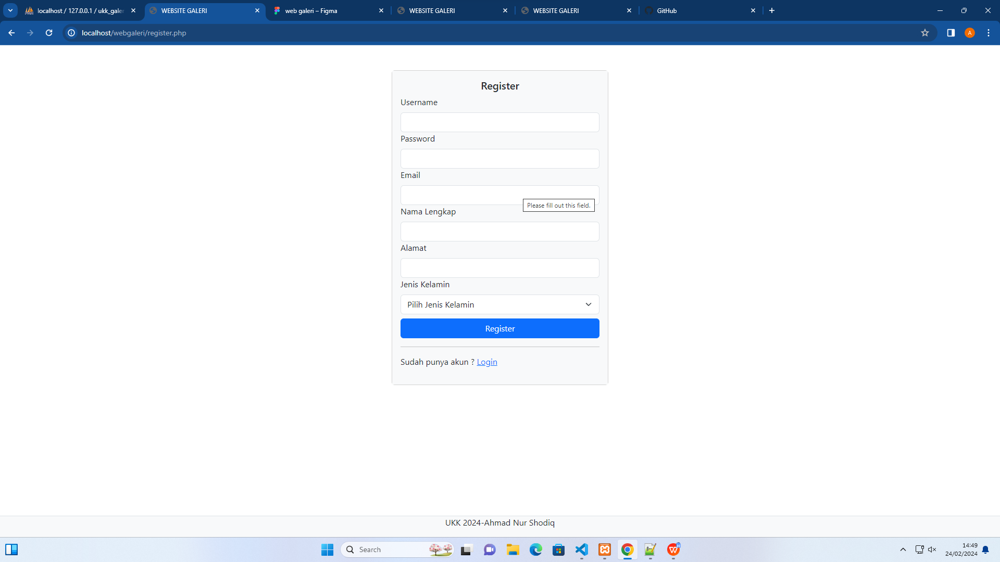 localhost / 127.0.0.1 / ukk_galer
WEBSITE GALERI
web galeri – Figma
WEBSITE GALERI
WEBSITE GALERI
GitHub
localhost/webgaleri/register.php
A
Register
Username
Password
Email
Please fill out this field.
Nama Lengkap
Alamat
Jenis Kelamin
Pilih Jenis Kelamin
Register
Sudah punya akun ? Login
UKK 2024-Ahmad Nur Shodiq
Search
14:49
24/02/2024